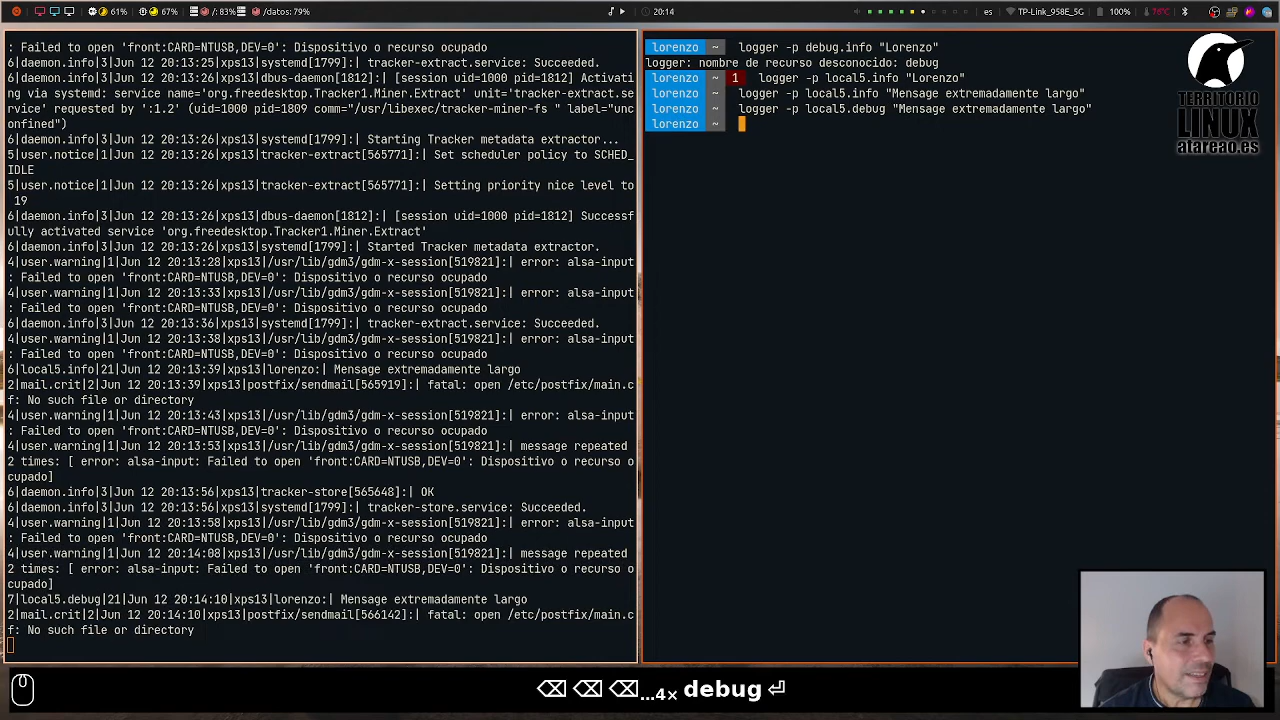 61%
67%
/: 83%
/datos: 79%
20:14
es
TP-Link_958E_5G
100%
78°C
: Failed to open 'front:CARD=NTUSB,DEV=0': Dispositivo o recurso ocupado
6|daemon.info|3|Jun 12 20:13:25|xps13|systemd[1799]:| tracker-extract.service: Succeeded.
6|daemon.info|3|Jun 12 20:13:26|xps13|dbus-daemon[1812]:| [session uid=1000 pid=1812] Activati
ng via systemd: service name='org.freedesktop.Tracker1.Miner.Extract' unit='tracker-extract.se
rvice' requested by ':1.2' (uid=1000 pid=1809 comm="/usr/libexec/tracker-miner-fs " label="unc
onfined")
6|daemon.info|3|Jun 12 20:13:26|xps13|systemd[1799]:| Starting Tracker metadata extractor...
5|user.notice|1|Jun 12 20:13:26|xps13|tracker-extract[565771]:| Set scheduler policy to SCHED_
IDLE
5|user.notice|1|Jun 12 20:13:26|xps13|tracker-extract[565771]:| Setting priority nice level to
19
6|daemon.info|3|Jun 12 20:13:26|xps13|dbus-daemon[1812]:| [session uid=1000 pid=1812] Successf
ully activated service 'org.freedesktop.Tracker1.Miner.Extract'
6|daemon.info|3|Jun 12 20:13:26|xps13|systemd[1799]:| Started Tracker metadata extractor.
4|user.warning|1|Jun 12 20:13:28|xps13|/usr/lib/gdm3/gdm-x-session[519821]:| error: alsa-input
: Failed to open 'front:CARD=NTUSB,DEV=0': Dispositivo o recurso ocupado
4|user.warning|1|Jun 12 20:13:33|xps13|/usr/lib/gdm3/gdm-x-session[519821]:| error: alsa-input
: Failed to open 'front:CARD=NTUSB,DEV=0': Dispositivo o recurso ocupado
6|daemon.info|3|Jun 12 20:13:36|xps13|systemd[1799]:| tracker-extract.service: Succeeded.
4|user.warning|1|Jun 12 20:13:38|xps13|/usr/lib/gdm3/gdm-x-session[519821]:| error: alsa-input
: Failed to open 'front:CARD=NTUSB,DEV=0': Dispositivo o recurso ocupado
6|local5.info|21|Jun 12 20:13:39|xps13|lorenzo:| Mensage extremadamente largo
2|mail.crit|2|Jun 12 20:13:39|xps13|postfix/sendmail[565919]:| fatal: open /etc/postfix/main.c
f: No such file or directory
4|user.warning|1|Jun 12 20:13:43|xps13|/usr/lib/gdm3/gdm-x-session[519821]:| error: alsa-input
: Failed to open 'front:CARD=NTUSB,DEV=0': Dispositivo o recurso ocupado
4|user.warning|1|Jun 12 20:13:53|xps13|/usr/lib/gdm3/gdm-x-session[519821]:| message repeated
2 times: [ error: alsa-input: Failed to open 'front:CARD=NTUSB,DEV=0': Dispositivo o recurso o
cupado]
6|daemon.info|3|Jun 12 20:13:56|xps13|tracker-store[565648]:| OK
6|daemon.info|3|Jun 12 20:13:56|xps13|systemd[1799]:| tracker-store.service: Succeeded.
4|user.warning|1|Jun 12 20:13:58|xps13|/usr/lib/gdm3/gdm-x-session[519821]:| error: alsa-input
: Failed to open 'front:CARD=NTUSB,DEV=0': Dispositivo o recurso ocupado
4|user.warning|1|Jun 12 20:14:08|xps13|/usr/lib/gdm3/gdm-x-session[519821]:| message repeated
2 times: [ error: alsa-input: Failed to open 'front:CARD=NTUSB,DEV=0': Dispositivo o recurso o
cupado]
7|local5.debug|21|Jun 12 20:14:10|xps13|lorenzo:| Mensage extremadamente largo
2|mail.crit|2|Jun 12 20:14:10|xps13|postfix/sendmail[566142]:| fatal: open /etc/postfix/main.c
f: No such file or directory
lorenzo ~ logger -p debug.info "Lorenzo"
logger: nombre de recurso desconocido: debug
lorenzo ~ 1 logger -p local5.info "Lorenzo"
lorenzo ~ logger -p local5.info "Mensage extremadamente largo"
lorenzo ~ logger -p local5.debug "Mensage extremadamente largo"
lorenzo ~
TERRITORIO
LINUX
atareao.es
⌫ ⌫ ⌫...4× debug ⏎